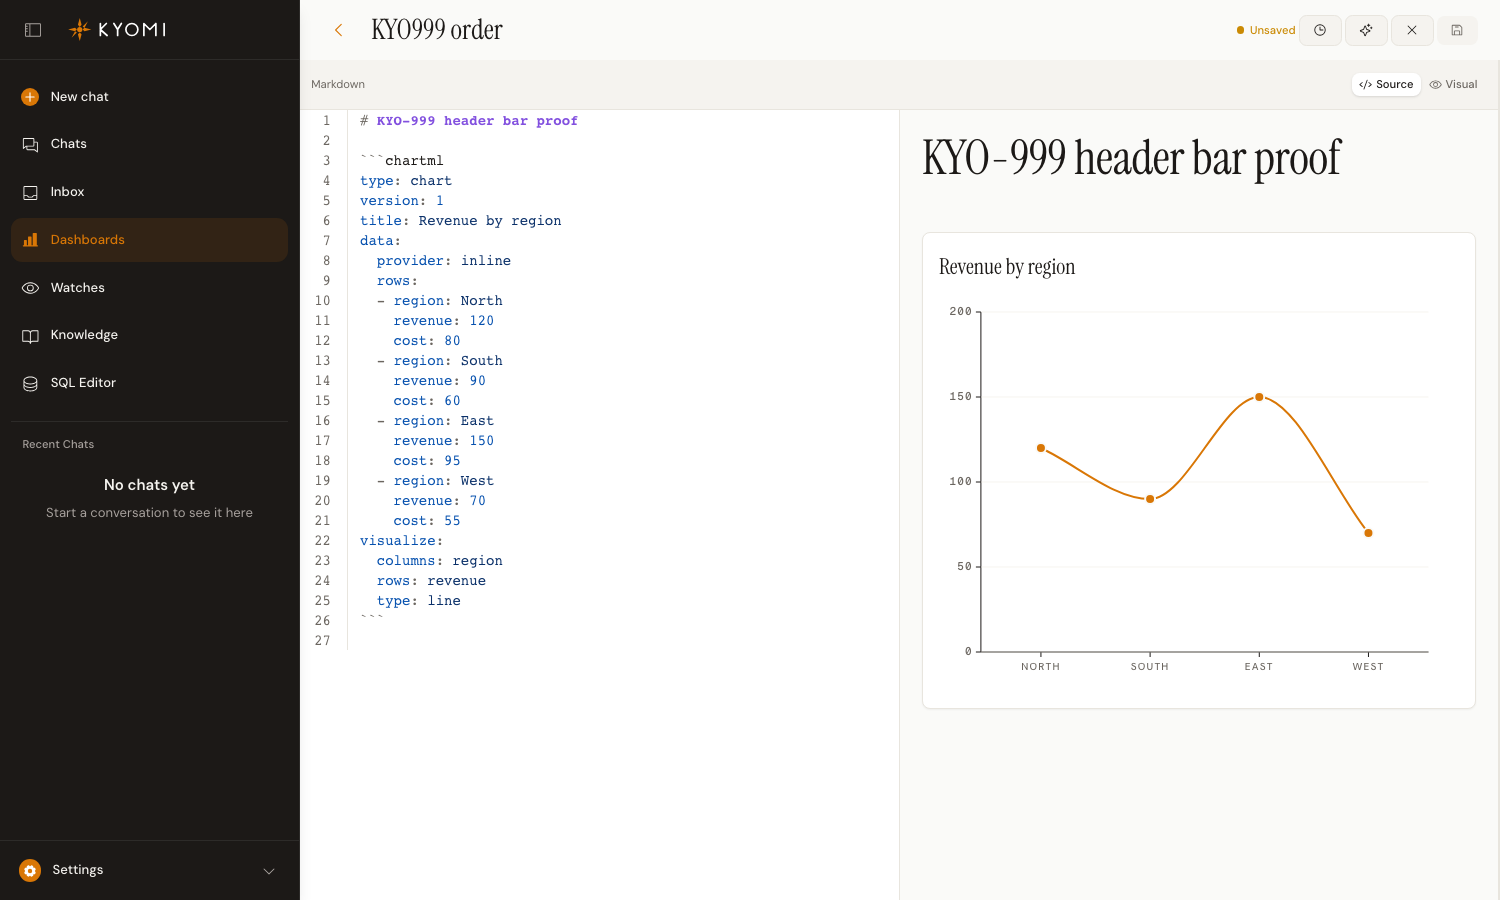 KYOMI
New chat
Chats
Inbox
Dashboards
Watches
Knowledge
SQL Editor
Recent Chats
No chats yet
Start a conversation to see it here
Settings
KYO999 order
Unsaved
Markdown
</> Source
Visual
1 # KYO-999 header bar proof
2
3 ```chartml
4 type: chart
5 version: 1
6 title: Revenue by region
7 data:
8   provider: inline
9   rows:
10   - region: North
11     revenue: 120
12     cost: 80
13   - region: South
14     revenue: 90
15     cost: 60
16   - region: East
17     revenue: 150
18     cost: 95
19   - region: West
20     revenue: 70
21     cost: 55
22 visualize:
23   columns: region
24   rows: revenue
25   type: line
26 ```
27
KYO-999 header bar proof
Revenue by region
200
150
100
50
0
NORTH SOUTH EAST WEST